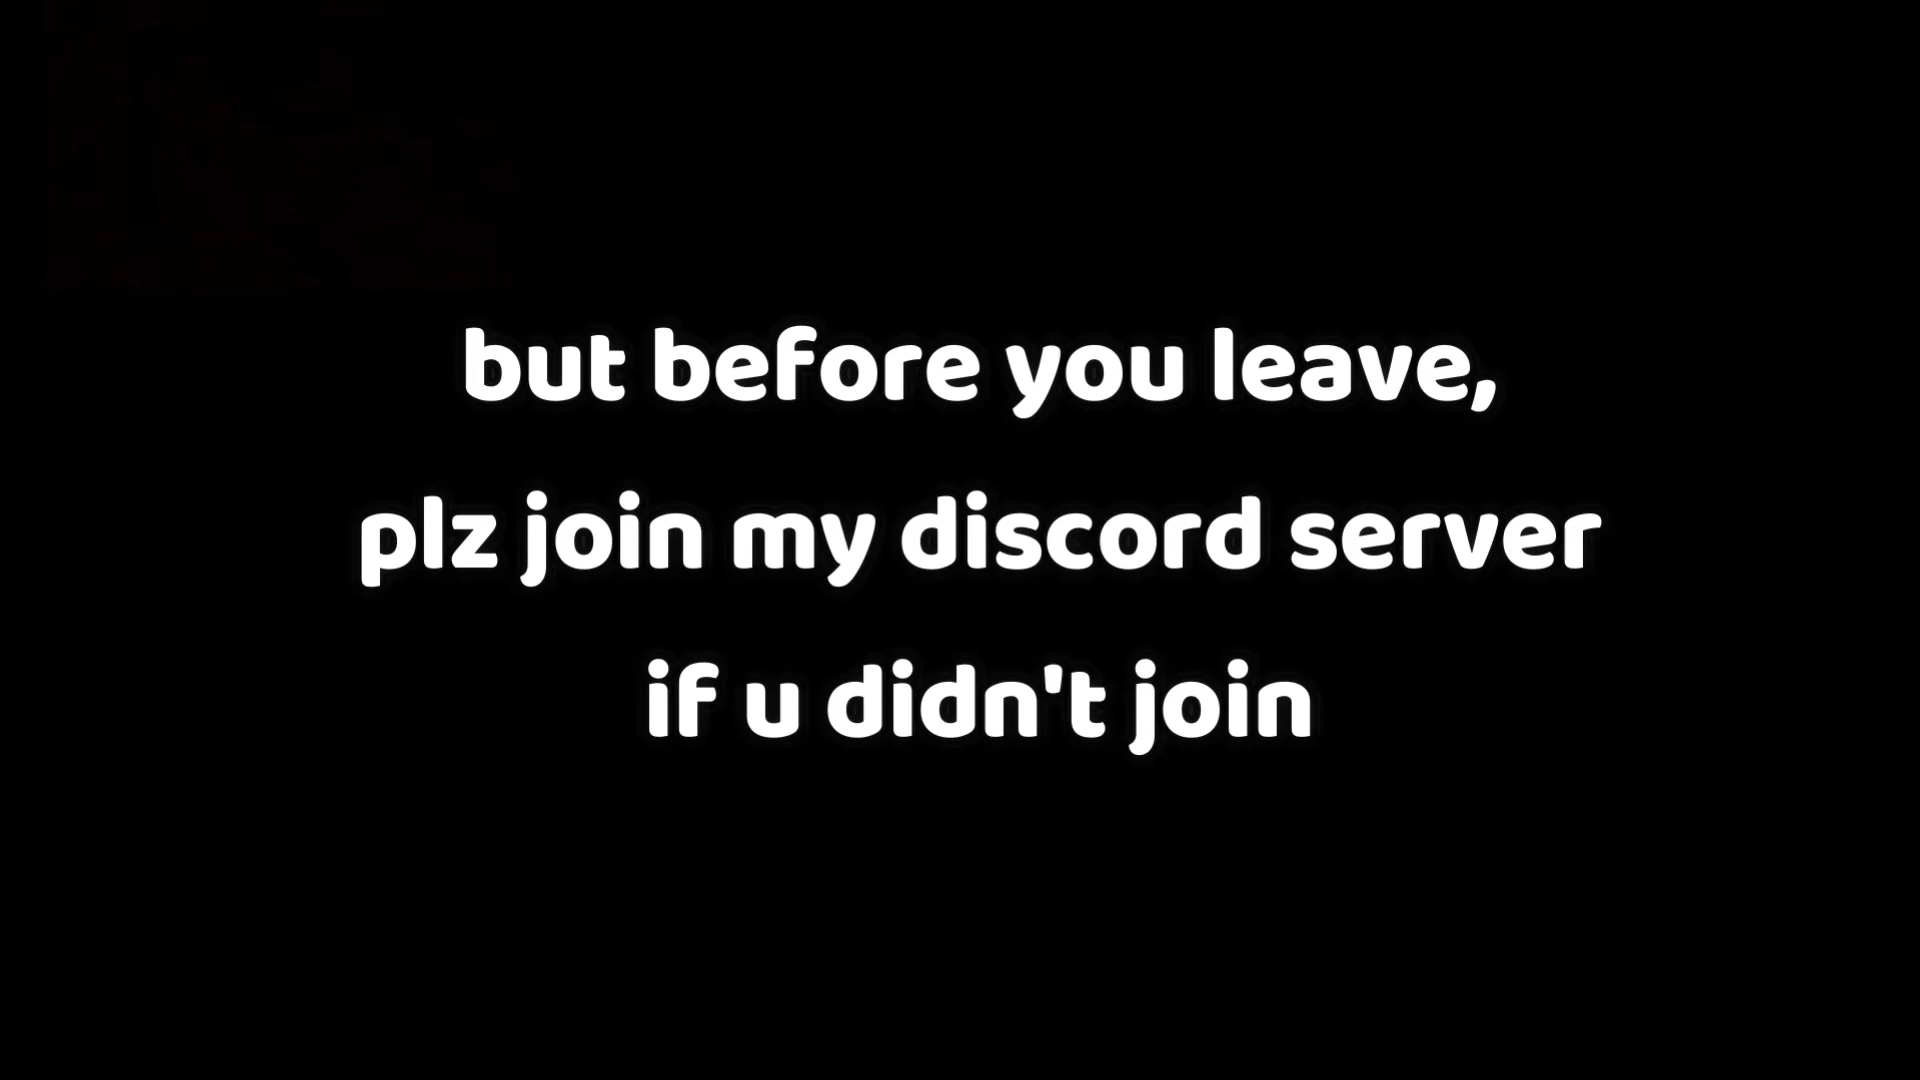 but before you leave,
plz join my discord server
if u didn't join